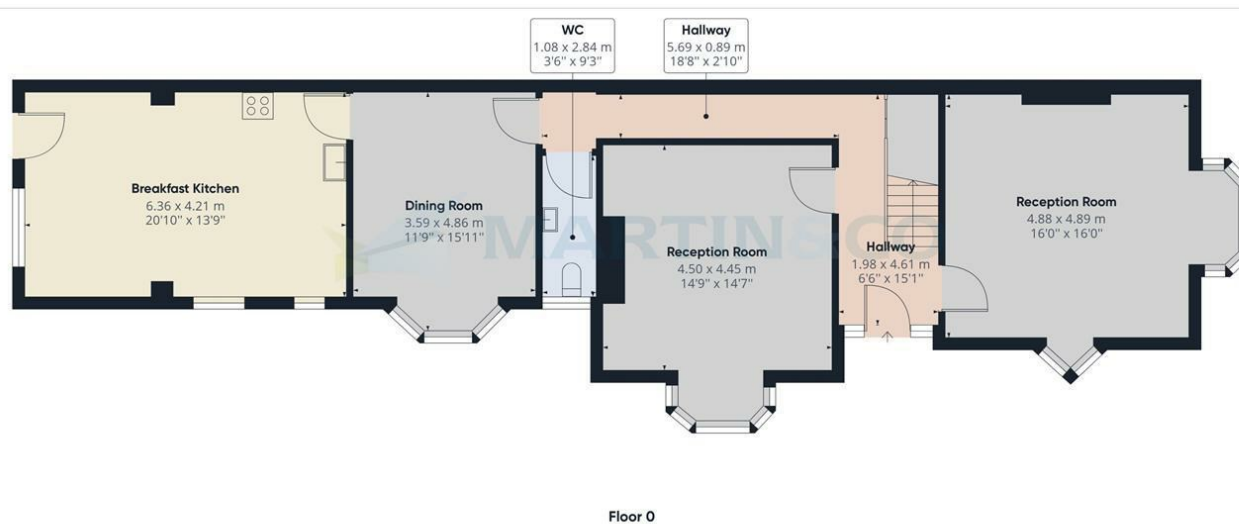 WC
1.08 x 2.84 m
3'6" x 9'3"
Hallway
5.69 x 0.89 m
18'8" x 2'10"
Breakfast Kitchen
6.36 x 4.21 m
20'10" x 13'9"
Dining Room
3.59 x 4.86 m
11'9" x 15'11"
MARTIN&CO
Reception Room
4.50 x 4.45 m
14'9" x 14'7"
Hallway
1.98 x 4.61 m
6'6" x 15'1"
Reception Room
4.88 x 4.89 m
16'0" x 16'0"
Floor 0